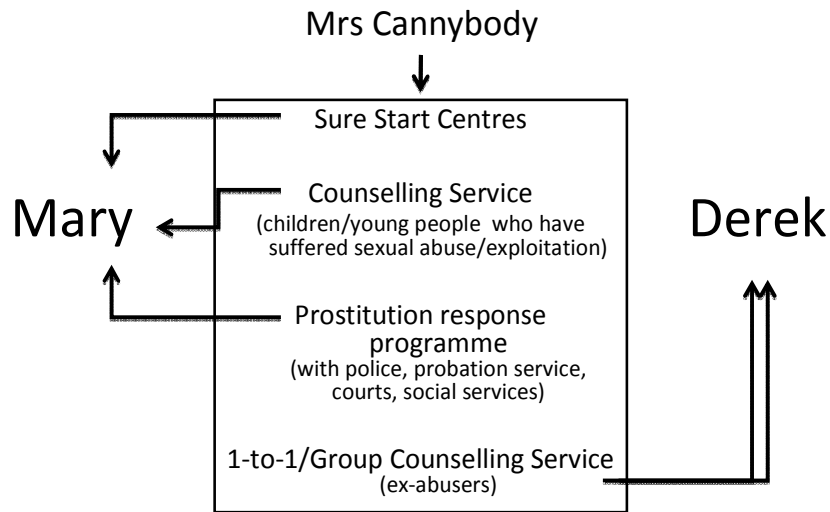 Mrs Cannybody
Sure Start Centres
Mary
Counselling Service
(children/young people who have
suffered sexual abuse/exploitation)
Derek
Prostitution response
programme
(with police, probation service,
courts, social services)
1-to-1/Group Counselling Service
(ex-abusers)